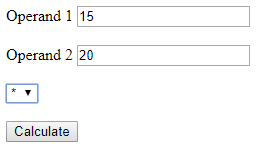 Operand 1 15
Operand 2 20
*
Calculate